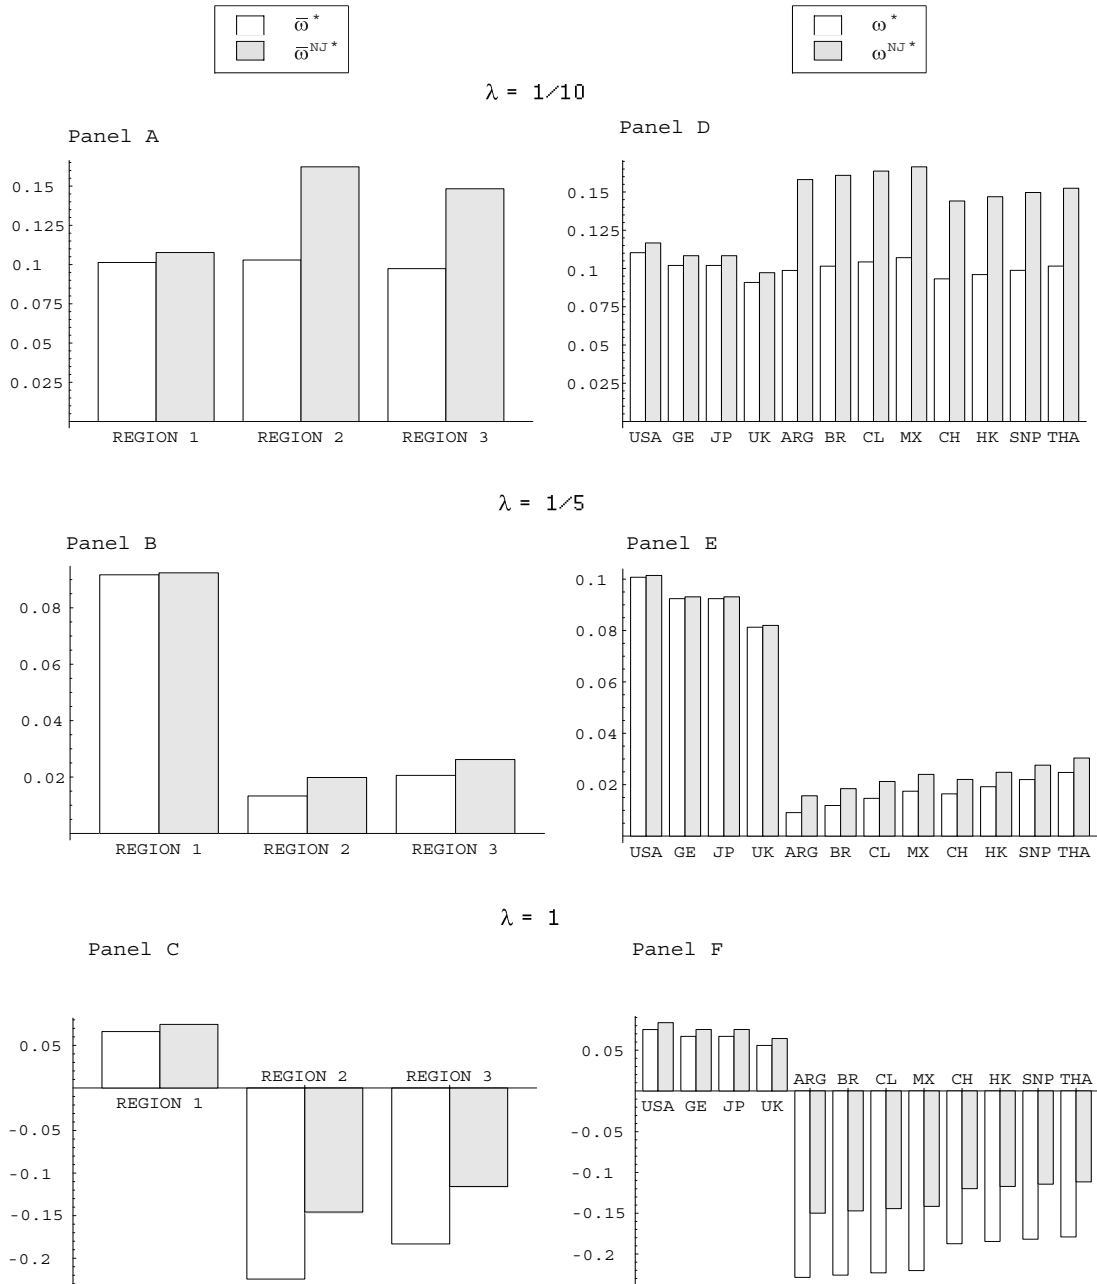 ω̅ *
ω̅ NJ *
ω *
ω NJ *
λ = 1/10
Panel A
0.15
0.125
0.1
0.075
0.05
0.025
REGION 1 REGION 2 REGION 3
Panel D
0.15
0.125
0.1
0.075
0.05
0.025
USA GE JP UK ARG BR CL MX CH HK SNP THA
λ = 1/5
Panel B
0.08
0.06
0.04
0.02
REGION 1 REGION 2 REGION 3
Panel E
0.1
0.08
0.06
0.04
0.02
USA GE JP UK ARG BR CL MX CH HK SNP THA
λ = 1
Panel C
0.05
REGION 2 REGION 3
REGION 1
-0.05
-0.1
-0.15
-0.2
Panel F
0.05
ARG BR CL MX CH HK SNP THA
USA GE JP UK
-0.05
-0.1
-0.15
-0.2